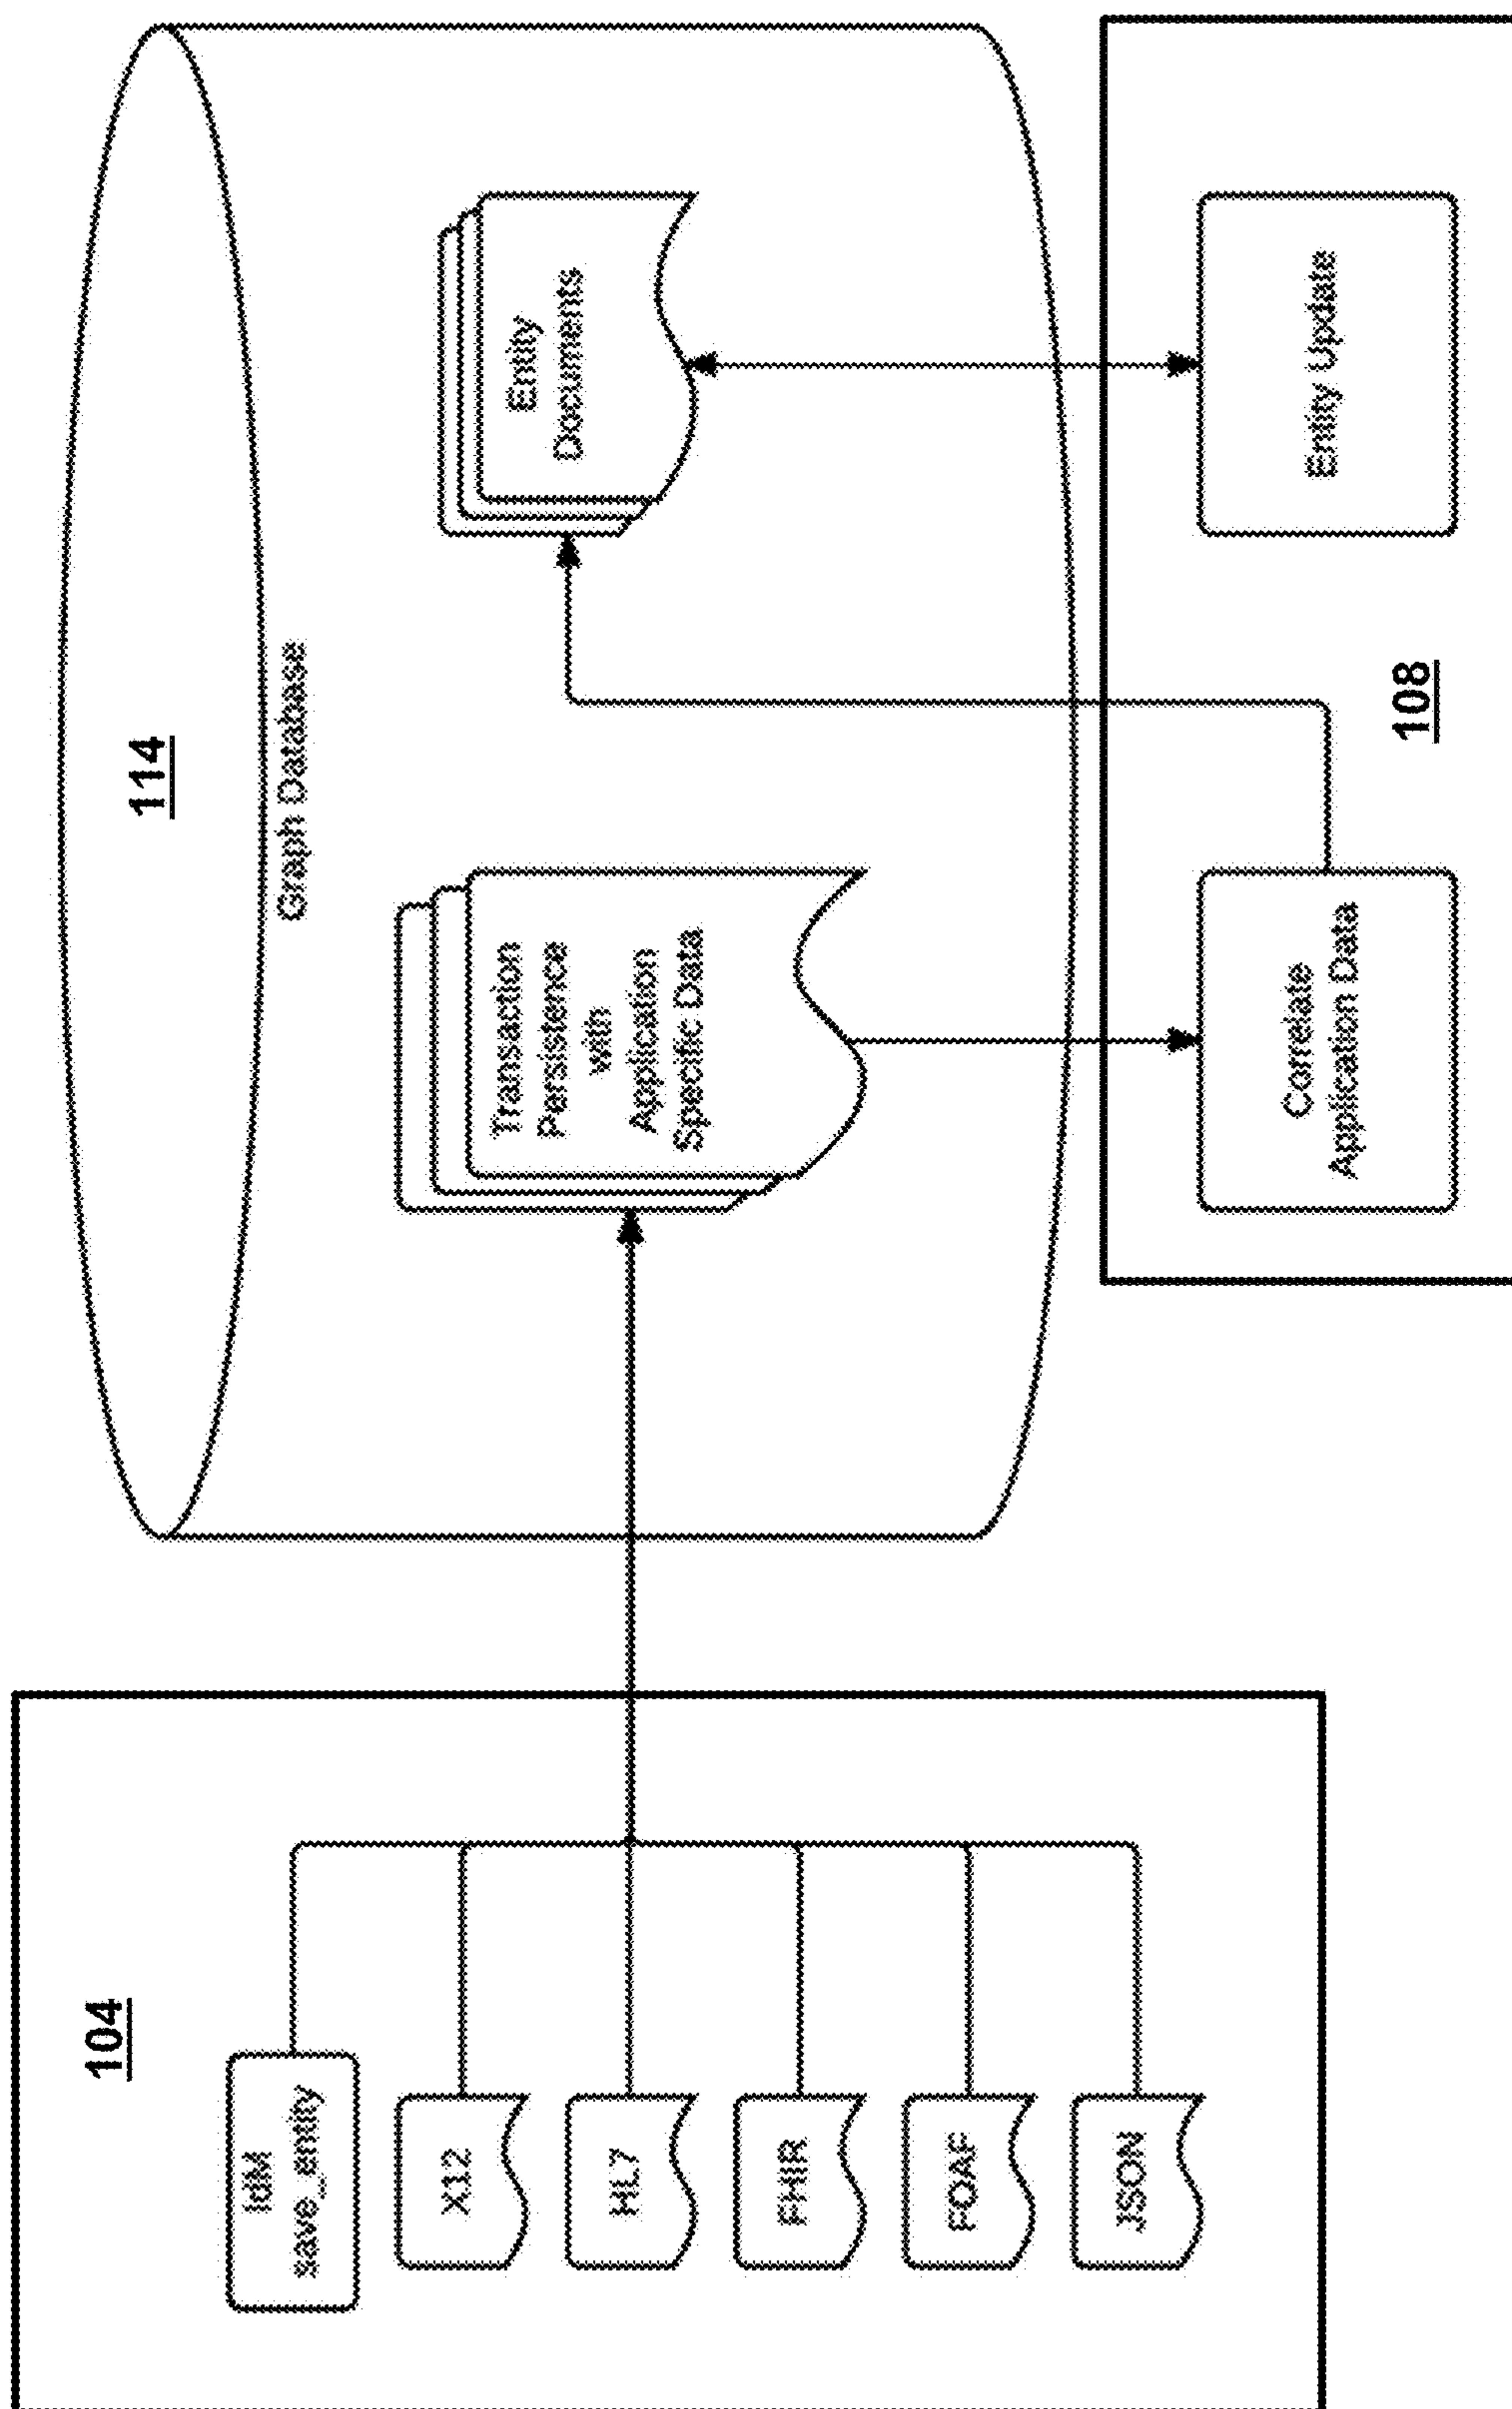 104
IdM
save_entity
X12
HL7
FHIR
FOAF
JSON
114
Graph Database
Transaction
Persistence
with
Application
Specific Data
Entity
Documents
Correlate
Application Data
108
Entity Update